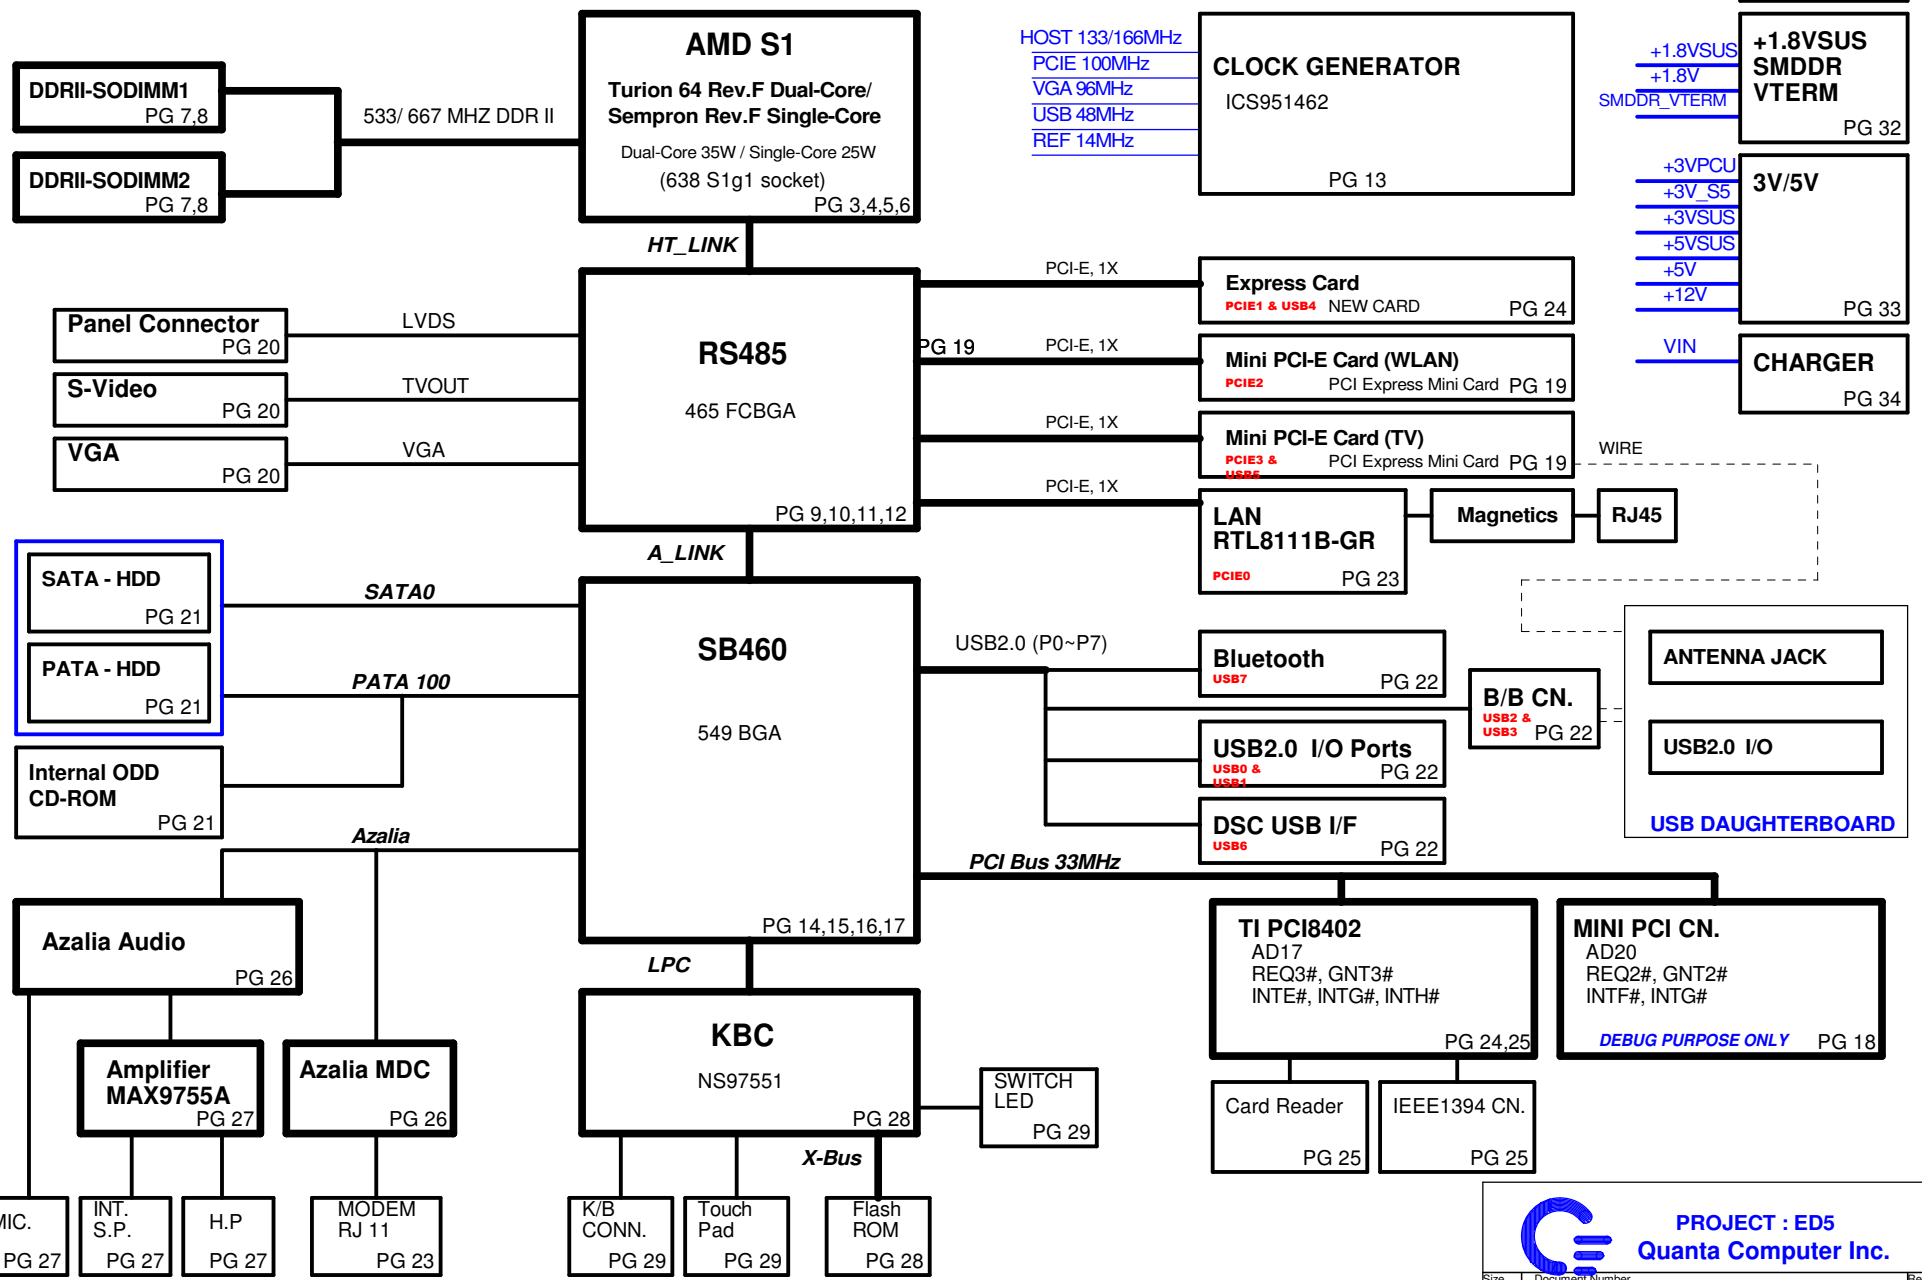 AMD S1
Turion 64 Rev.F Dual-Core/
Sempron Rev.F Single-Core
Dual-Core 35W / Single-Core 25W
(638 S1g1 socket)
PG 3,4,5,6
DDRII-SODIMM1
PG 7,8
DDRII-SODIMM2
PG 7,8
533/ 667 MHZ DDR II
HOST 133/166MHz
PCIE 100MHz
VGA 96MHz
USB 48MHz
REF 14MHz
CLOCK GENERATOR
ICS951462
PG 13
+1.8VSUS
+1.8V
SMDDR_VTERM
+1.8VSUS
SMDDR
VTERM
PG 32
+3VPCU
+3V_S5
+3VSUS
+5VSUS
+5V
+12V
3V/5V
PG 33
VIN
CHARGER
PG 34
HT_LINK
RS485
465 FCBGA
PG 9,10,11,12
Panel Connector
PG 20
LVDS
S-Video
PG 20
TVOUT
VGA
PG 20
VGA
PCI-E, 1X
Express Card
PCIE1 & USB4 NEW CARD
PG 24
PG 19
PCI-E, 1X
Mini PCI-E Card (WLAN)
PCIE2
PCI Express Mini Card PG 19
PCI-E, 1X
Mini PCI-E Card (TV)
PCIE3 &
USB5
PCI Express Mini Card PG 19
WIRE
PCI-E, 1X
LAN
RTL8111B-GR
PCIE0
PG 23
Magnetics
RJ45
A_LINK
SB460
549 BGA
PG 14,15,16,17
SATA - HDD
PG 21
SATA0
PATA - HDD
PG 21
PATA 100
Internal ODD
CD-ROM
PG 21
Azalia
USB2.0 (P0~P7)
Bluetooth
USB7
PG 22
B/B CN.
USB2 &
USB3
PG 22
USB2.0 I/O Ports
USB0 &
USB1
PG 22
DSC USB I/F
USB6
PG 22
ANTENNA JACK
USB2.0 I/O
USB DAUGHTERBOARD
PCI Bus 33MHz
TI PCI8402
AD17
REQ3#, GNT3#
INTE#, INTG#, INTH#
PG 24,25
MINI PCI CN.
AD20
REQ2#, GNT2#
INTF#, INTG#
DEBUG PURPOSE ONLY
PG 18
Card Reader
PG 25
IEEE1394 CN.
PG 25
Azalia Audio
PG 26
Amplifier
MAX9755A
PG 27
Azalia MDC
PG 26
LPC
KBC
NS97551
PG 28
SWITCH
LED
PG 29
X-Bus
MIC.
PG 27
INT.
S.P.
PG 27
H.P
PG 27
MODEM
RJ 11
PG 23
K/B
CONN.
PG 29
Touch
Pad
PG 29
Flash
ROM
PG 28
PROJECT : ED5
Quanta Computer Inc.
Size
Document Number